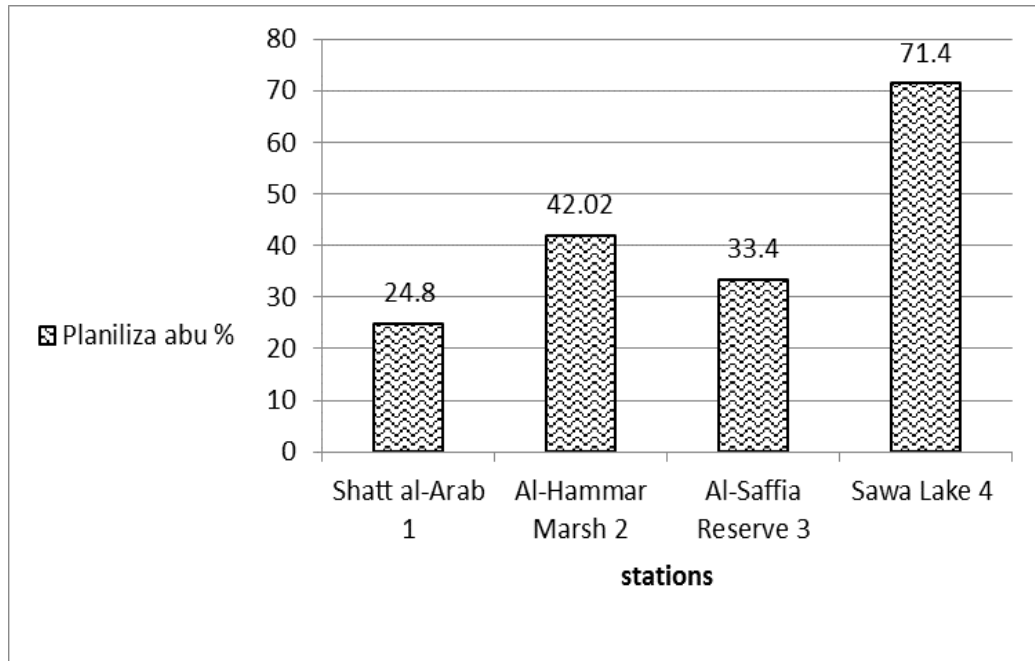 80
70
60
50
40
30
20
10
0
24.8
42.02
33.4
71.4
Planiliza abu %
Shatt al-Arab
1
Al-Hammar
Marsh 2
Al-Saffia
Reserve 3
Sawa Lake 4
stations